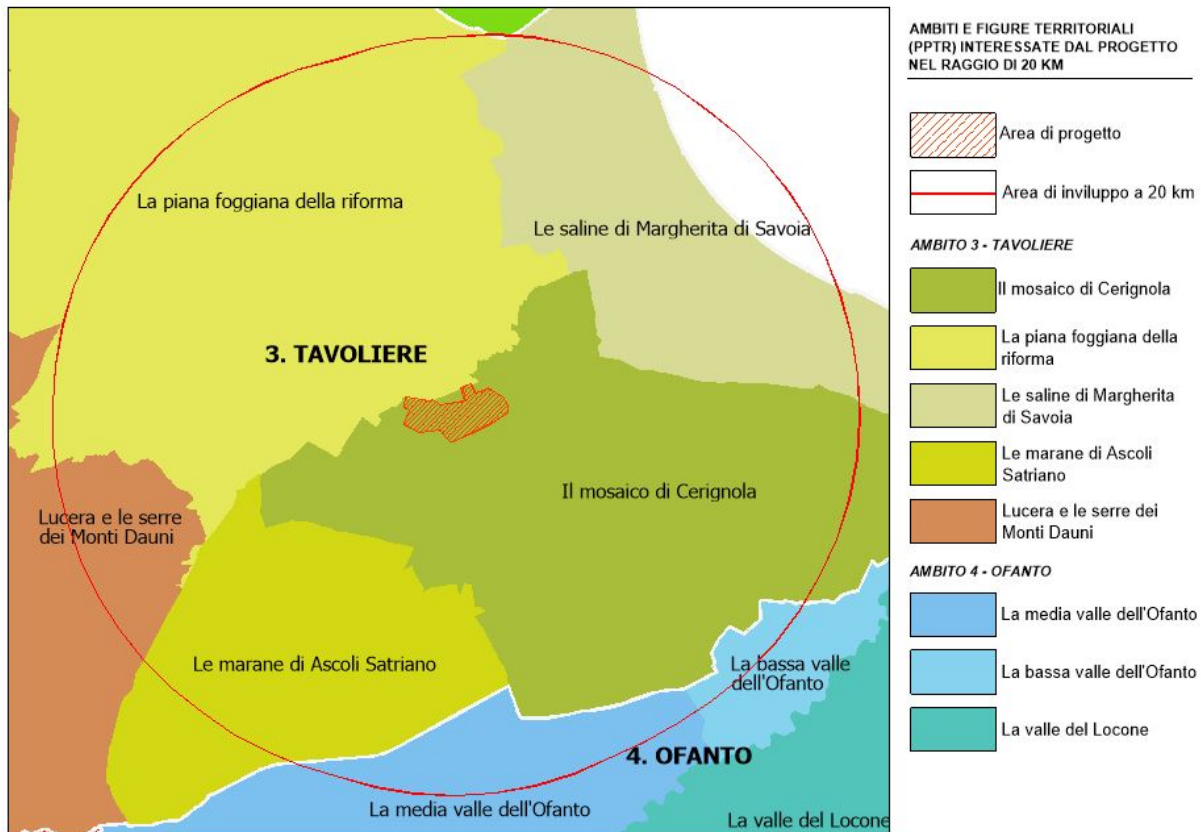 La piana foggiana della riforma
Le saline di Margherita di Savoia
3. TAVOLIERE
Il mosaico di Cerignola
Lucera e le serre
dei Monti Dauni
Le marane di Ascoli Satriano
La bassa valle
dell'Ofanto
4. OFANTO
La media valle dell'Ofanto
La valle del Locone
AMBITI E FIGURE TERRITORIALI
(PPTR) INTERESSATE DAL PROGETTO
NEL RAGGIO DI 20 KM
Area di progetto
Area di inviluppo a 20 km
AMBITO 3 - TAVOLIERE
Il mosaico di Cerignola
La piana foggiana della
riforma
Le saline di Margherita
di Savoia
Le marane di Ascoli
Satriano
Lucera e le serre dei
Monti Dauni
AMBITO 4 - OFANTO
La media valle dell'Ofanto
La bassa valle dell'Ofanto
La valle del Locone